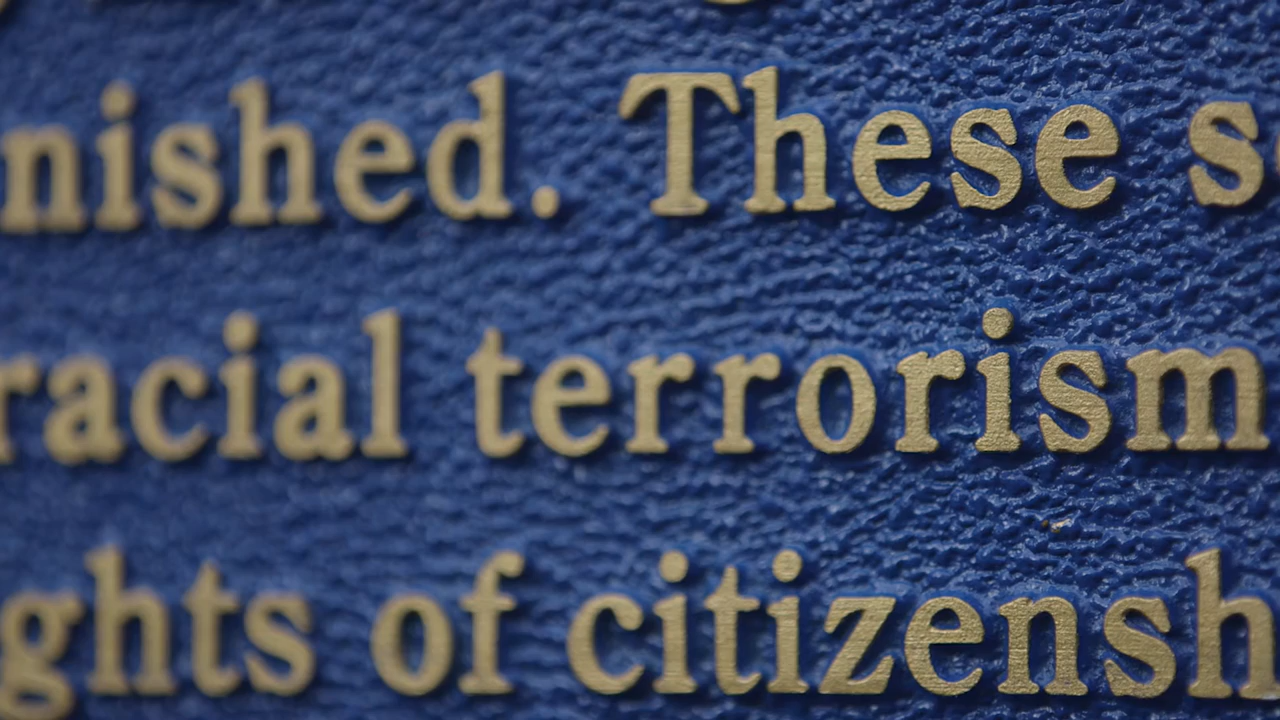 nished. These s
racial terrorism
ghts of citizensh